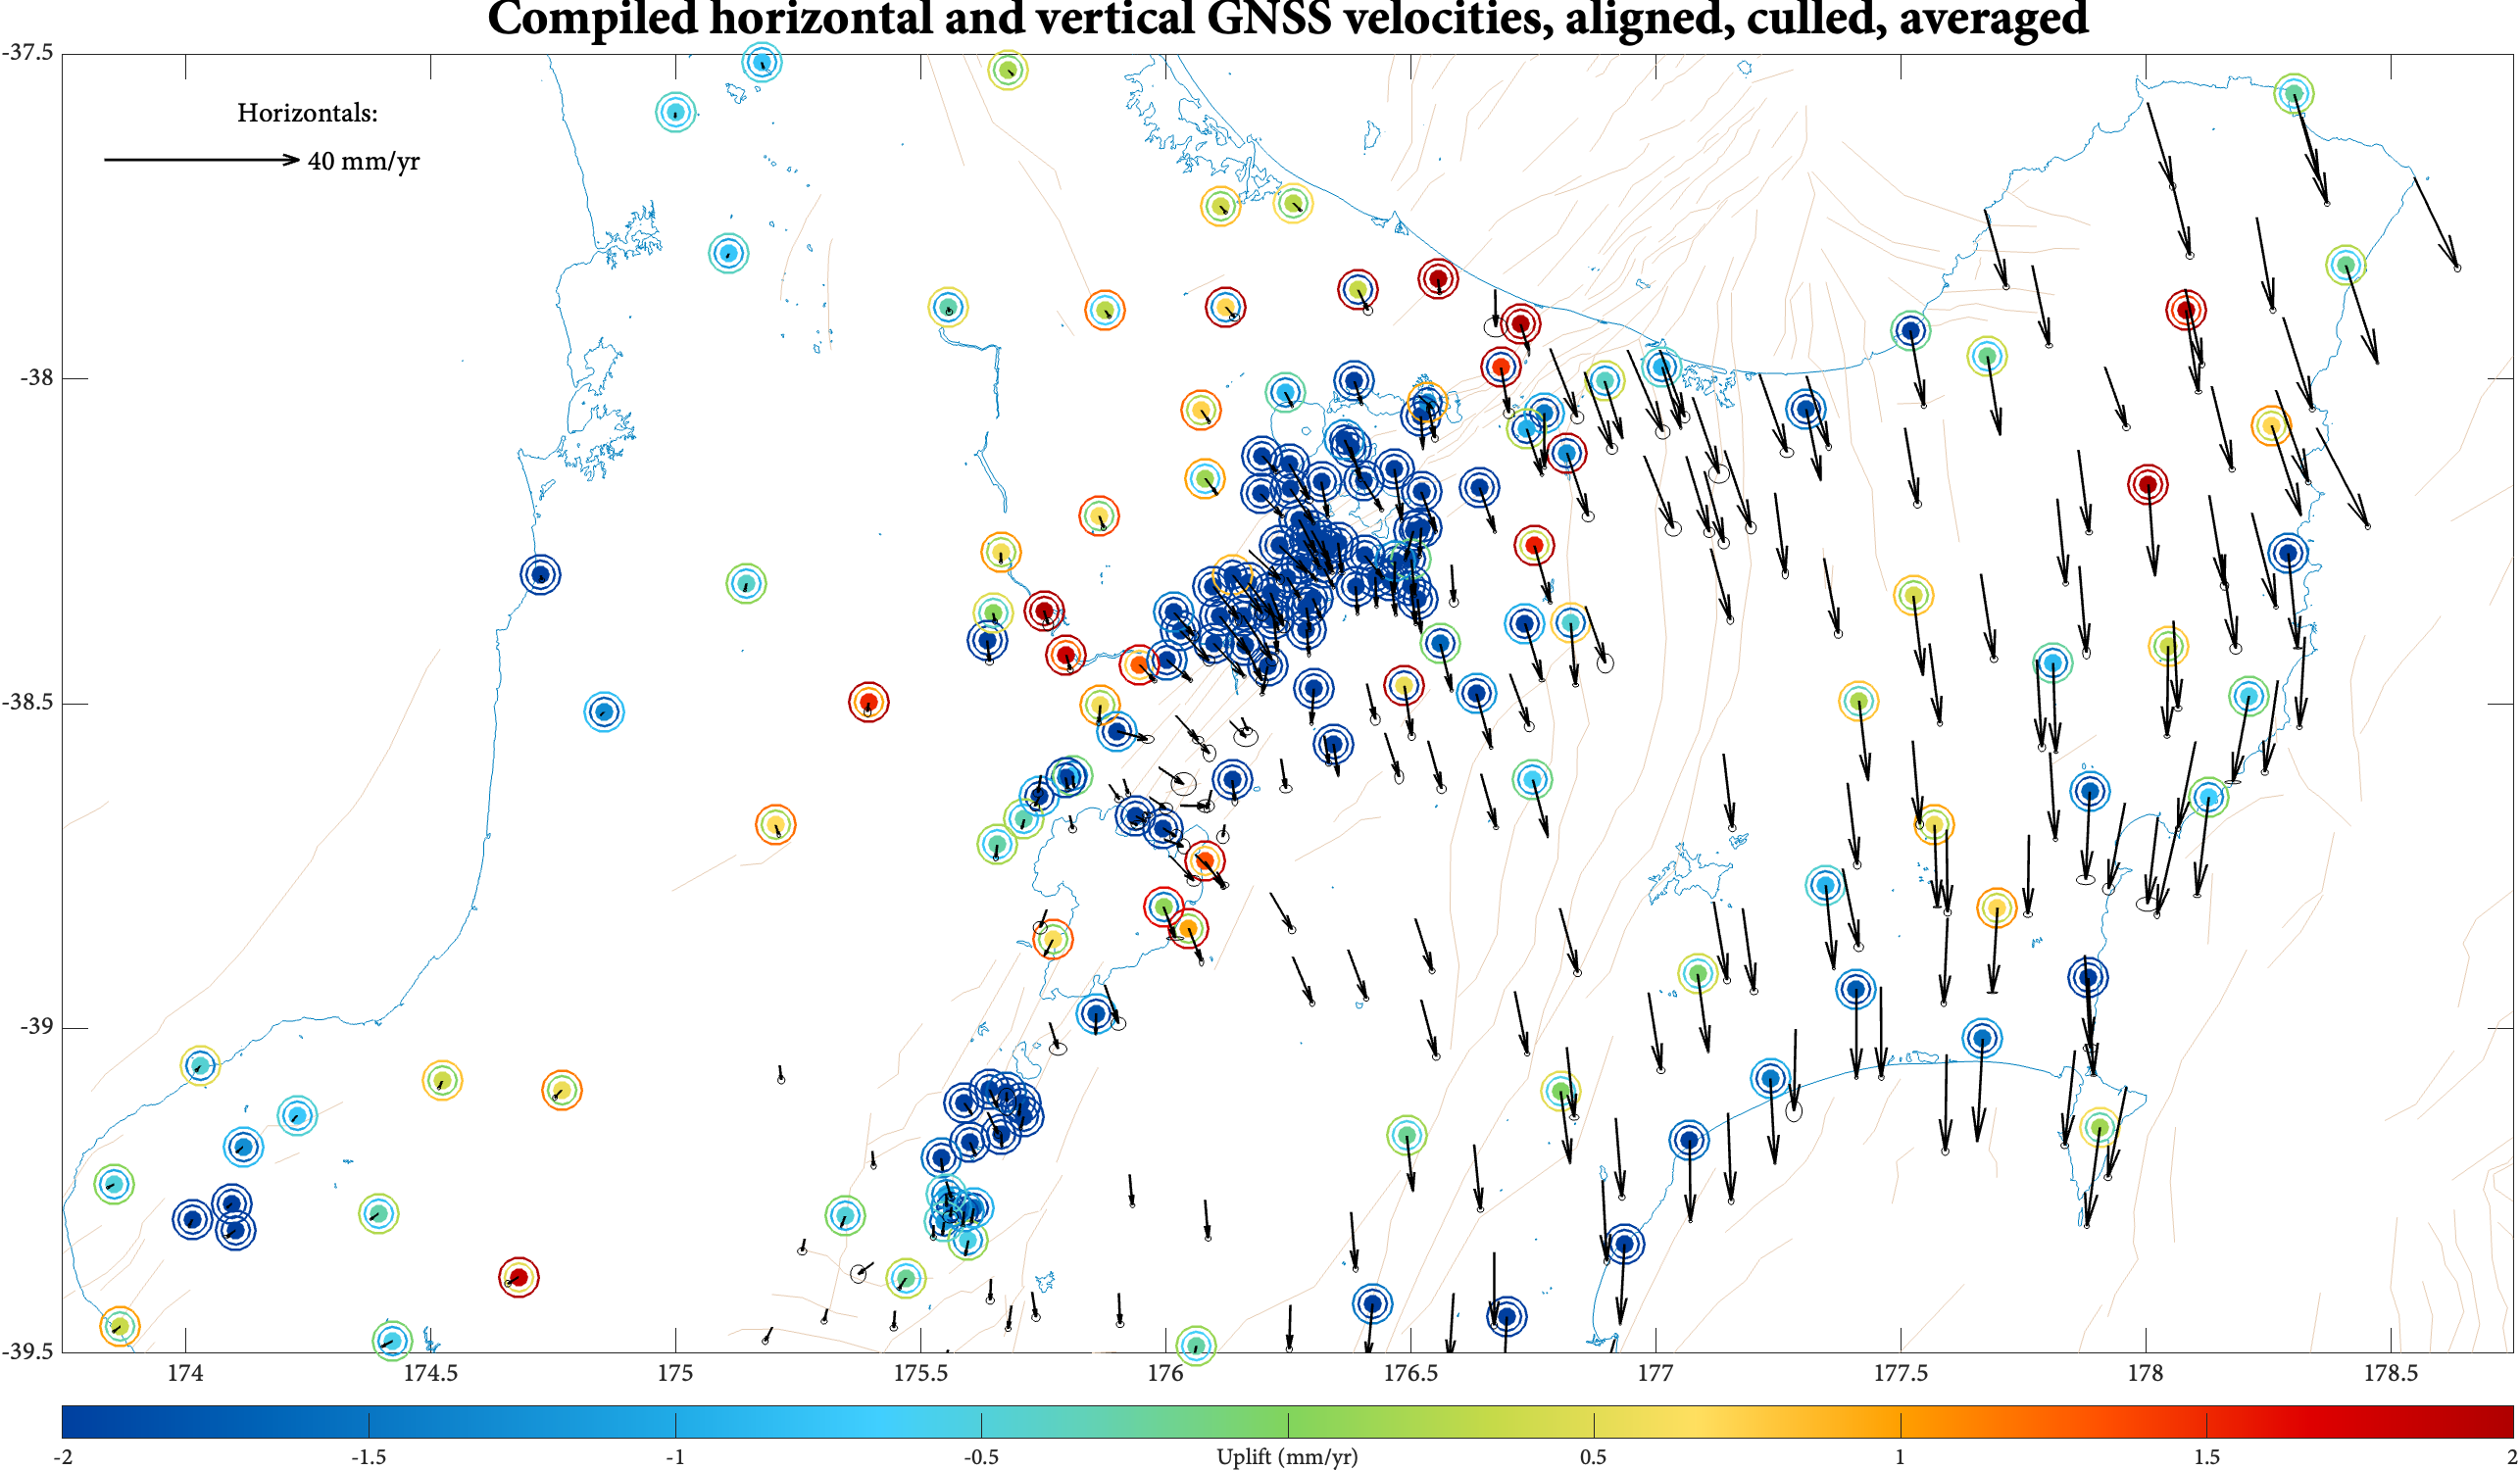 Compiled horizontal and vertical GNSS velocities, aligned, culled, averaged
-37.5
Horizontals:
40 mm/yr
-38
-38.5
-39
-39.5
174 174.5 175 175.5 176 176.5 177 177.5 178 178.5
-2 -1.5 -1 -0.5 Uplift (mm/yr) 0.5 1 1.5 2